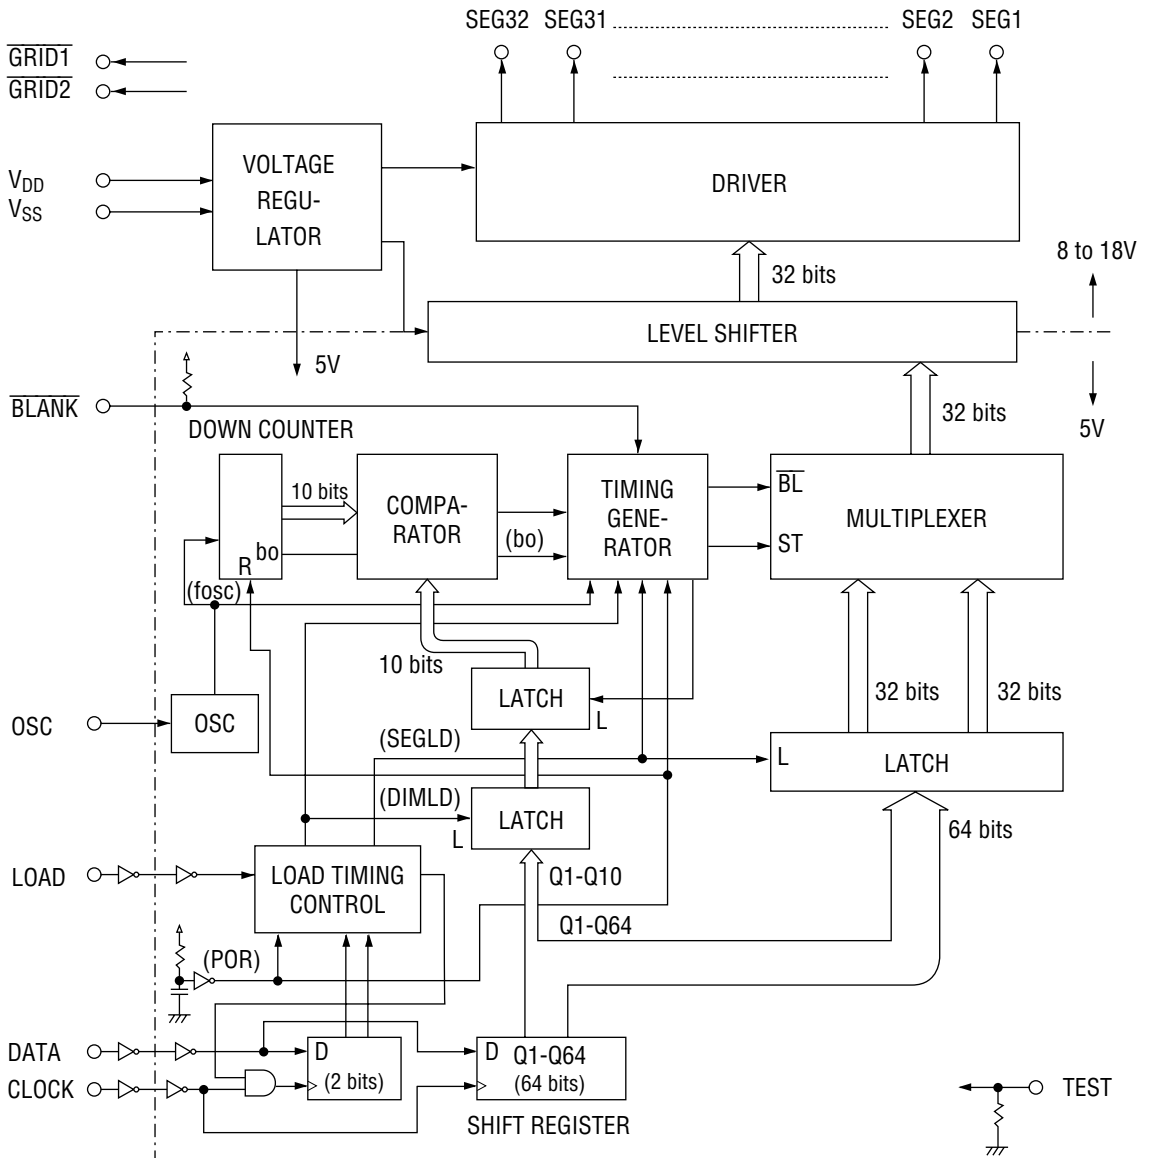 SEG32 SEG31 SEG2 SEG1
GRID1
GRID2
VOLTAGE
REGU-
LATOR
DRIVER
VDD
VSS
8 to 18V
32 bits
LEVEL SHIFTER
5V
BLANK
32 bits
5V
DOWN COUNTER
10 bits
COMPA-
RATOR
TIMING
GENE-
RATOR
BL
MULTIPLEXER
(bo)
ST
bo
R
(fosc)
10 bits
LATCH
L
32 bits
32 bits
OSC
OSC
(SEGLD)
L
LATCH
(DIMLD)
LATCH
L
64 bits
LOAD
LOAD TIMING
CONTROL
Q1-Q10
Q1-Q64
(POR)
DATA
D
(2 bits)
D Q1-Q64
(64 bits)
CLOCK
TEST
SHIFT REGISTER